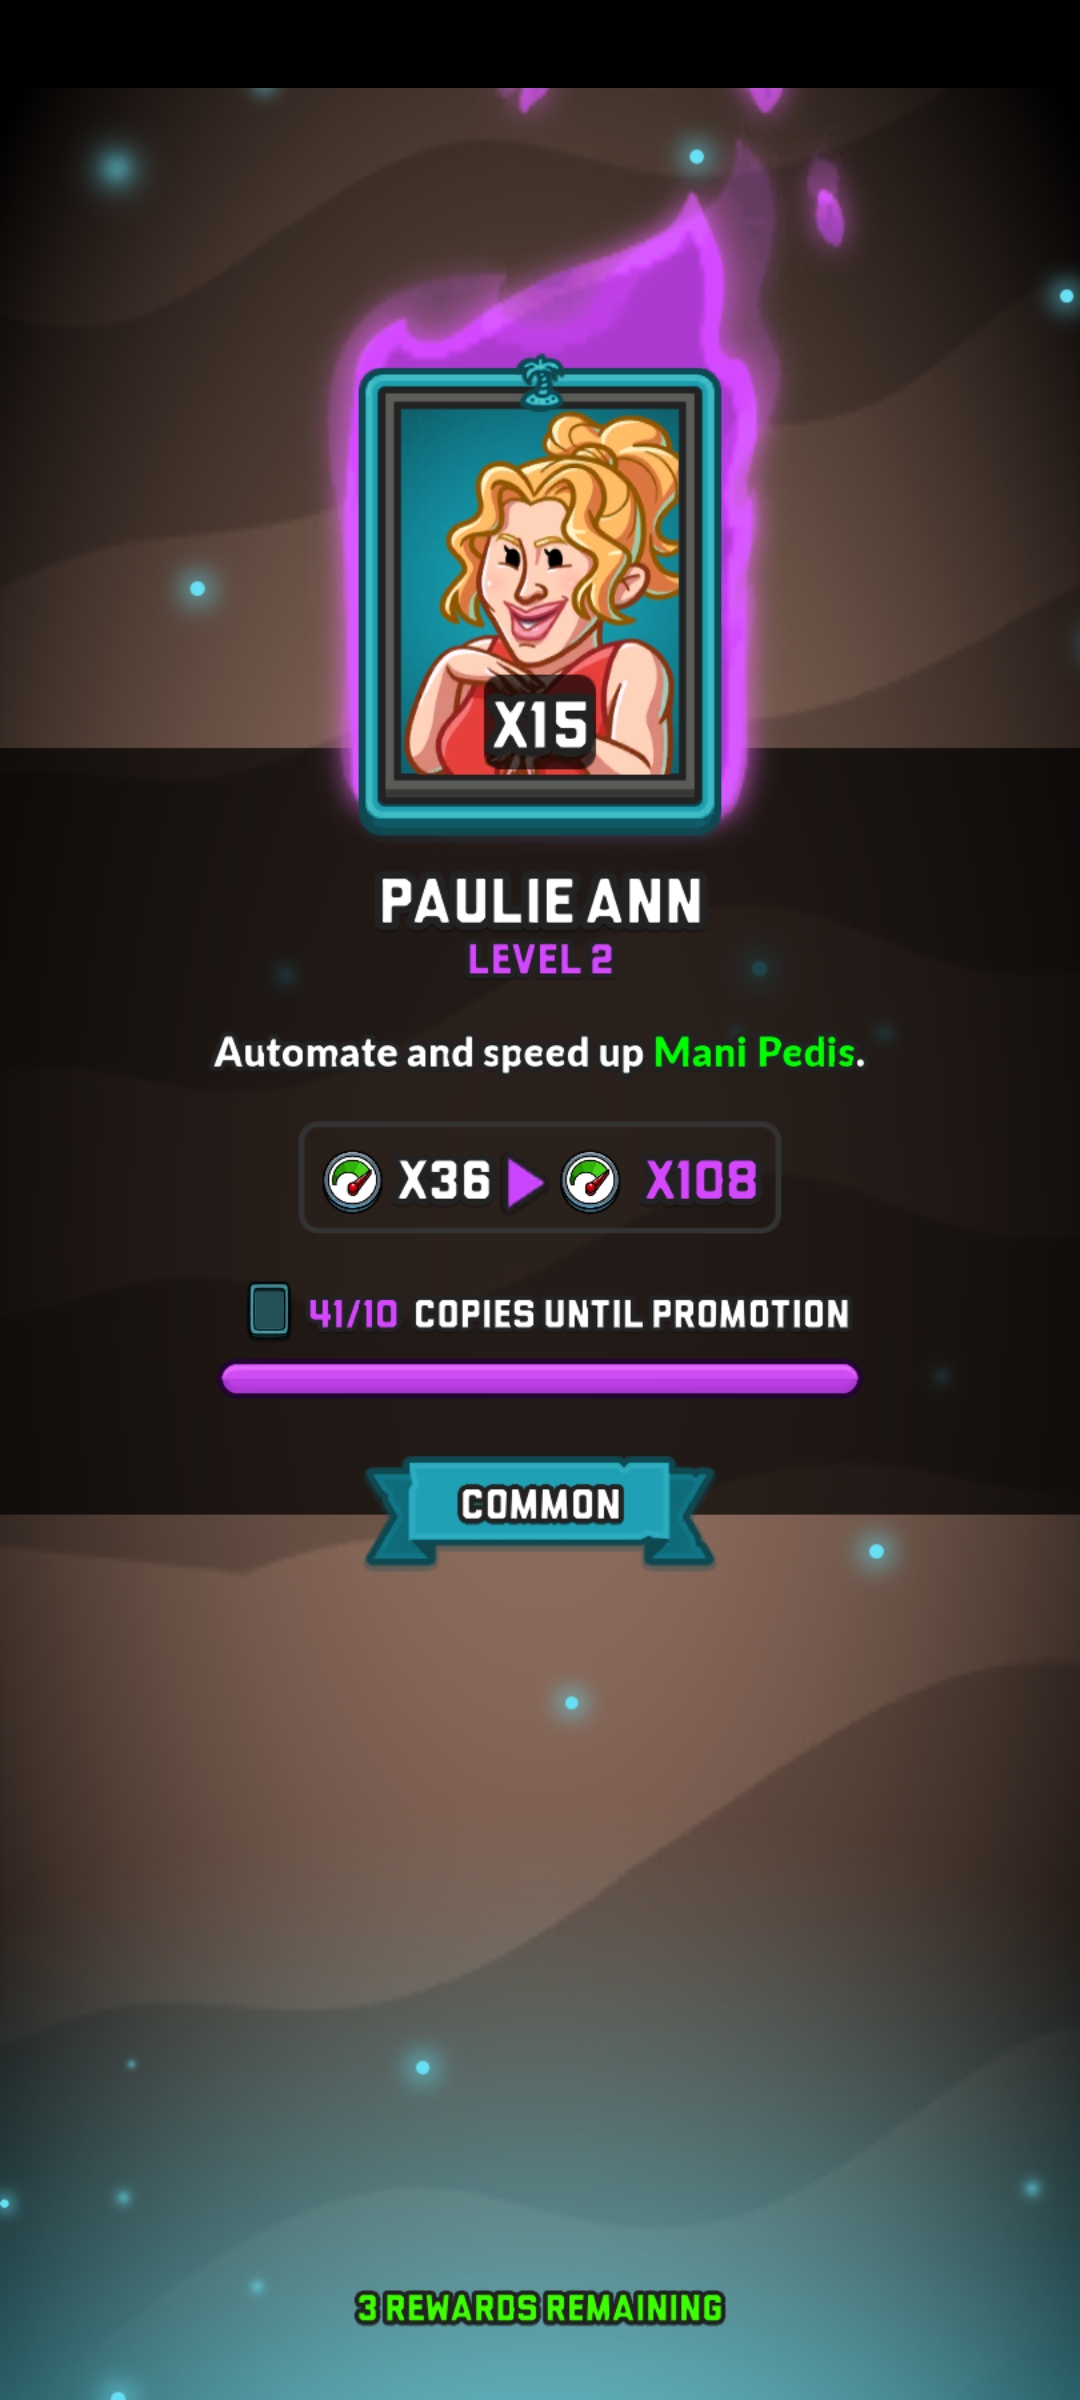 X15
PAULIE ANN
LEVEL 2
Automate and speed up Mani Pedis.
X36 X108
41/10 COPIES UNTIL PROMOTION
COMMON
3 REWARDS REMAINING